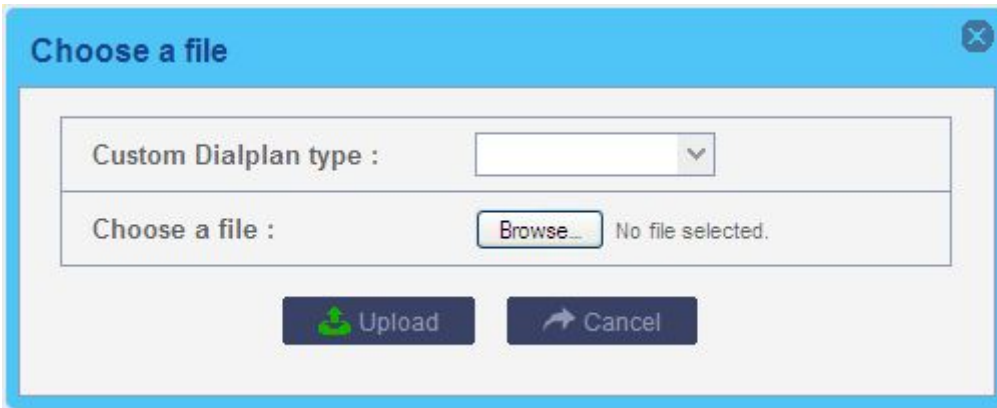 Choose a file
Custom Dialplan type :
Choose a file :
Browse... No file selected.
Upload
Cancel